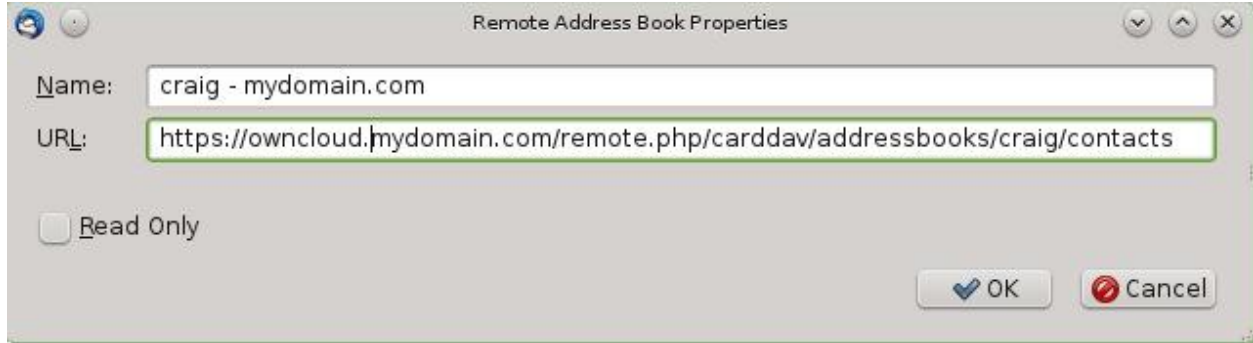 Remote Address Book Properties
Name: craig - mydomain.com
URL: https://owncloud.mydomain.com/remote.php/carddav/addressbooks/craig/contacts
Read Only
OK Cancel